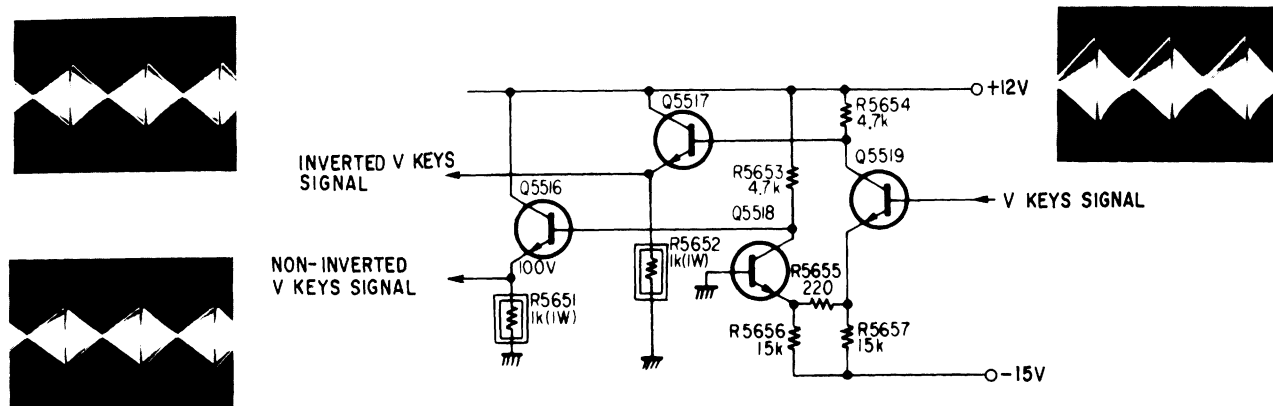 Q5517
R5654
4.7k
+12V
Q5519
INVERTED V KEYS
SIGNAL
R5653
4.7k
Q5516
Q5518
V KEYS SIGNAL
R5652
1k(1W)
R5655
220
100V
NON-INVERTED
V KEYS SIGNAL
R5651
1k(1W)
R5656
15k
R5657
15k
-15V